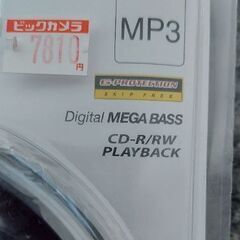 ビックカメラ
7810
円
MP3
G-PROTECTION
SKIP FREE
Digital MEGA BASS
CD-R/RW
PLAYBACK